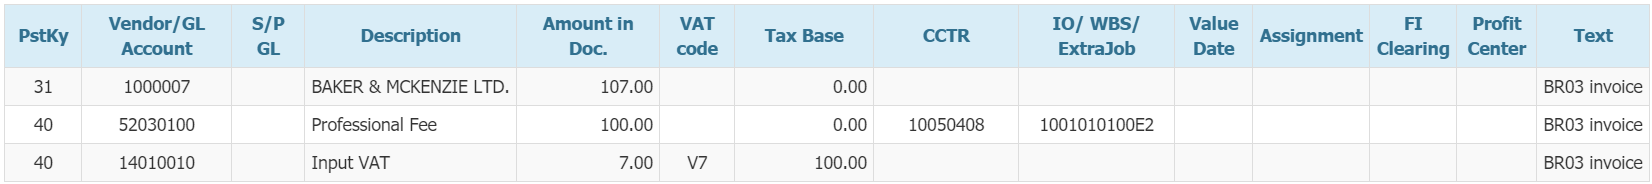 PstKy Vendor/GL Account S/P GL Description Amount in Doc. VAT code Tax Base CCTR IO/ WBS/ ExtraJob Value Date Assignment FI Clearing Profit Center Text
31 1000007 BAKER & MCKENZIE LTD. 107.00 0.00 BR03 invoice
40 52030100 Professional Fee 100.00 0.00 10050408 1001010100E2 BR03 invoice
40 14010010 Input VAT 7.00 V7 100.00 BR03 invoice